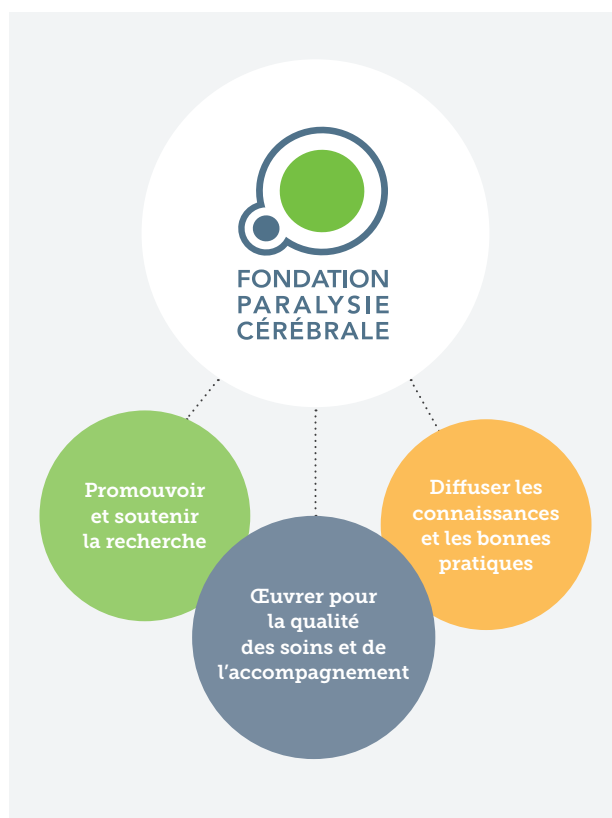 FONDATION
PARALYSIE
CÉRÉBRALE
Promouvoir
et soutenir
la recherche
Œuvrer pour
la qualité
des soins et de
l’accompagnement
Diffuser les
connaissances
et les bonnes
pratiques